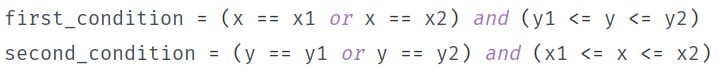 first_condition = (x == x1 or x == x2) and (y1 <= y <= y2)
second_condition = (y == y1 or y == y2) and (x1 <= x <= x2)